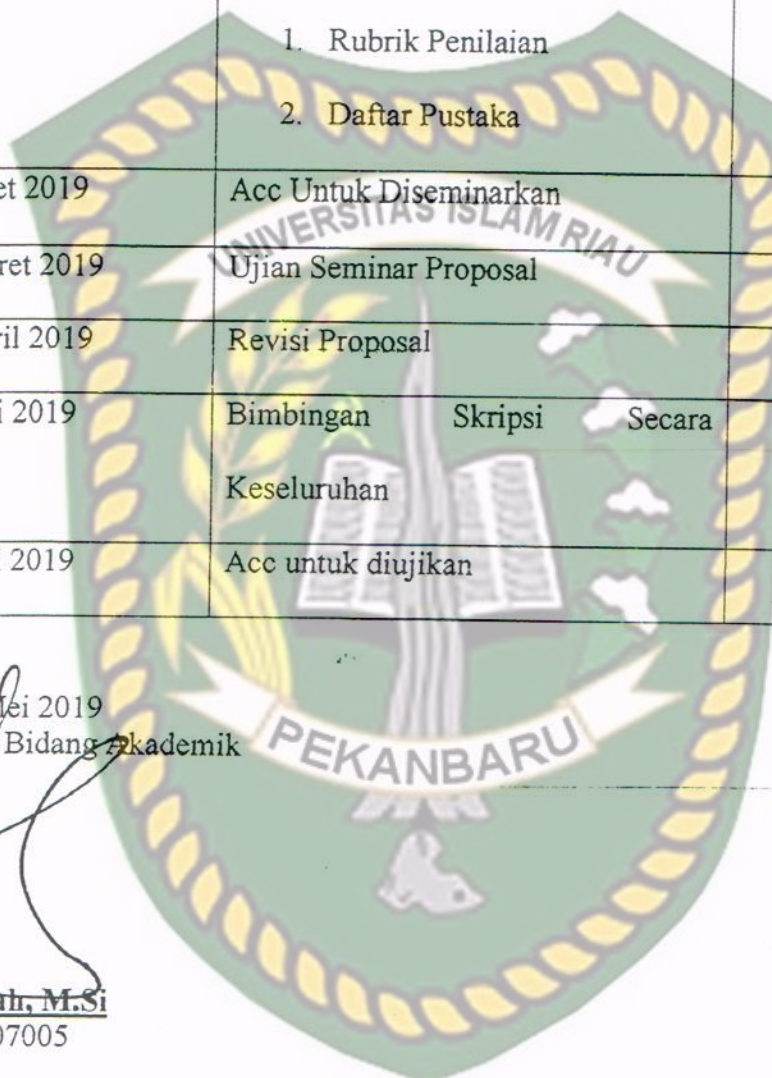 1. Rubrik Penilaian
2. Daftar Pustaka
et 2019 Acc Untuk Diseminarkan
UNIVERSITAS ISLAM RIAU
ret 2019 Ujian Seminar Proposal
ril 2019 Revisi Proposal
i 2019 Bimbingan Skripsi Secara
Keseluruhan
2019 Acc untuk diujikan
Mei 2019
Bidang Akademik
PEKANBARU
ah, M.Si
07005